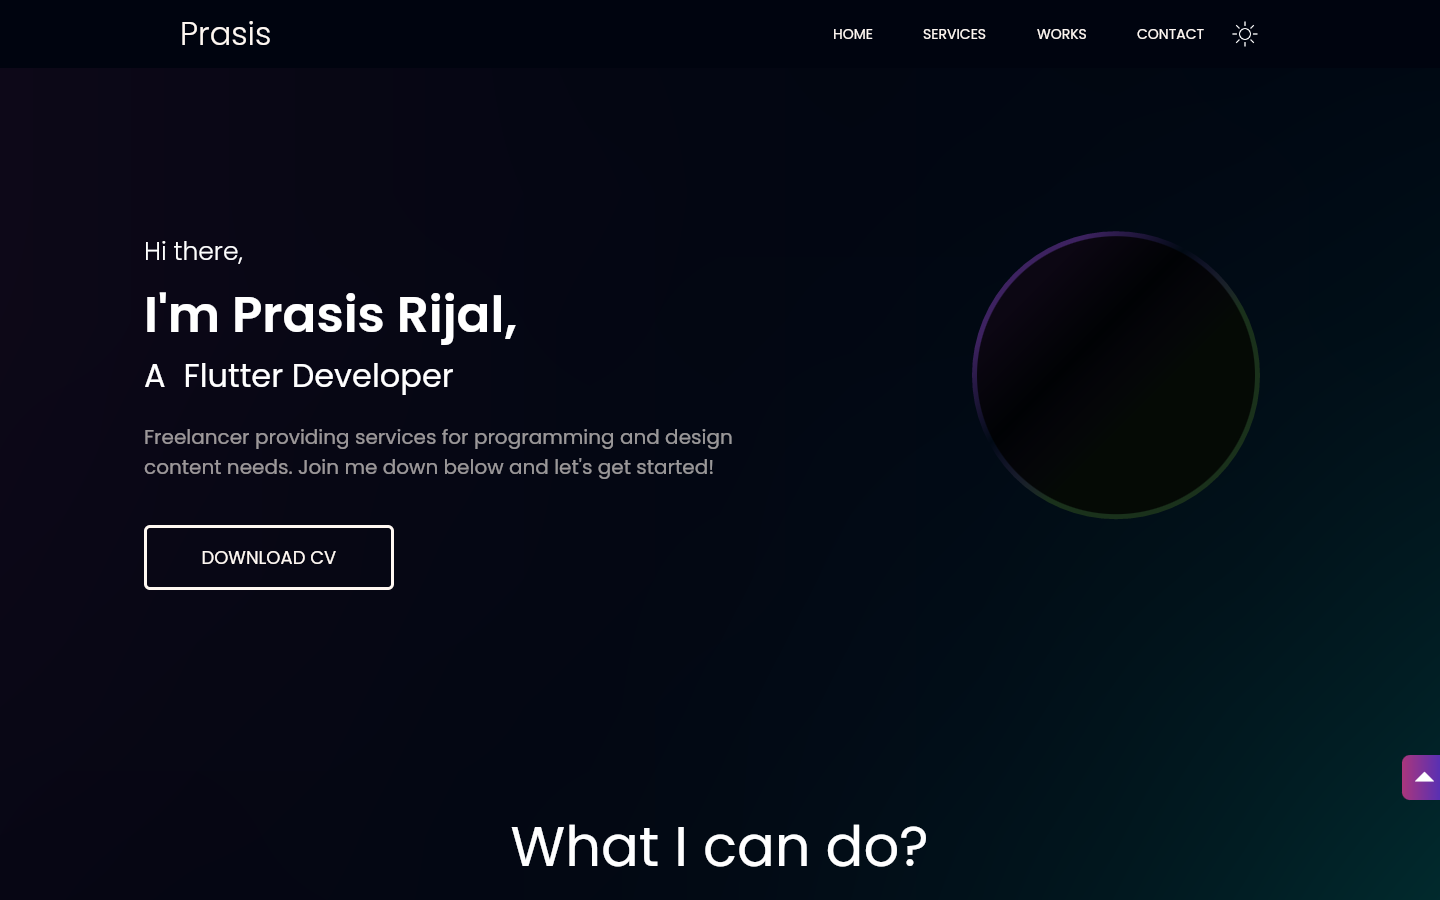 Prasis
HOME
SERVICES
WORKS
CONTACT
Hi there,
I'm Prasis Rijal,
A  Flutter Developer
Freelancer providing services for programming and design
content needs. Join me down below and let's get started!
DOWNLOAD CV
What I can do?